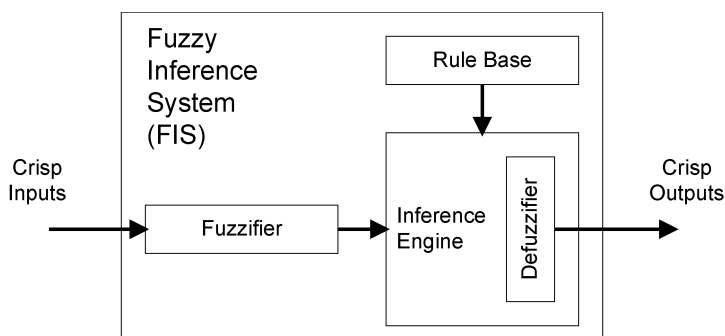 Fuzzy
Inference
System
(FIS)
Rule Base
Crisp
Inputs
Fuzzifier
Inference
Engine
Defuzzifier
Crisp
Outputs